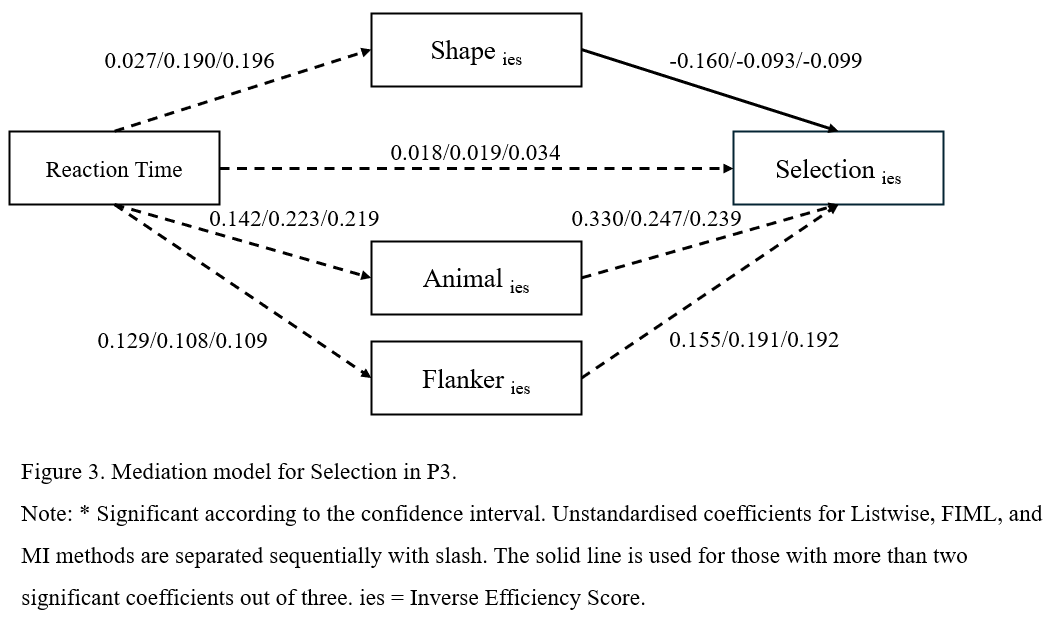 Shape ies
0.027/0.190/0.196
-0.160/-0.093/-0.099
Reaction Time
0.018/0.019/0.034
Selection ies
0.142/0.223/0.219
0.330/0.247/0.239
Animal ies
0.129/0.108/0.109
0.155/0.191/0.192
Flanker ies
Figure 3. Mediation model for Selection in P3.
Note: * Significant according to the confidence interval. Unstandardised coefficients for Listwise, FIML, and
MI methods are separated sequentially with slash. The solid line is used for those with more than two
significant coefficients out of three. ies = Inverse Efficiency Score.